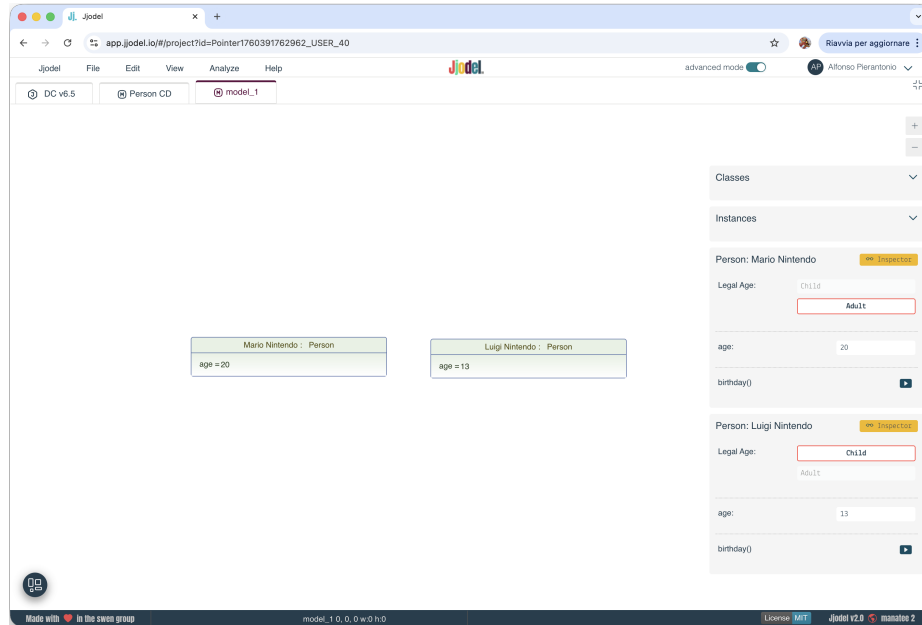 Jj. Jjodel
app.jjodel.io/#/project?id=Pointer1760391762962_USER_40
Riavvia per aggiornare
Jjodel File Edit View Analyze Help
Jjodel.
advanced mode
AP Alfonso Pierantonio
3 DC v6.5
M Person CD
M model_1
+
−
Classes
Instances
Person: Mario Nintendo
Inspector
Legal Age:
Child
Adult
age: 20
birthday()
Person: Luigi Nintendo
Inspector
Legal Age:
Child
Adult
age: 13
birthday()
Mario Nintendo : Person
age = 20
Luigi Nintendo : Person
age = 13
Made with ❤ in the swen group
model_1 0, 0, 0 w:0 h:0
License MIT
Jjodel v2.0 manatee 2